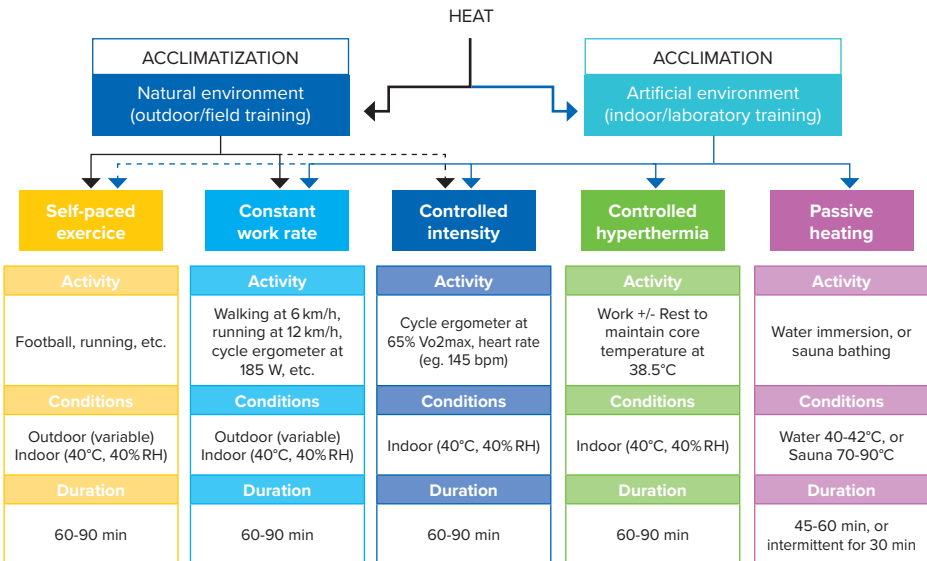 HEAT
ACCLIMATIZATION
Natural environment
(outdoor/field training)
ACCLIMATION
Artificial environment
(indoor/laboratory training)
Self-paced
exercice
Constant
work rate
Controlled
intensity
Controlled
hyperthermia
Passive
heating
Activity
Football, running, etc.
Conditions
Outdoor (variable)
Indoor (40°C, 40% RH)
Duration
60-90 min
Activity
Walking at 6 km/h,
running at 12 km/h,
cycle ergometer at
185 W, etc.
Conditions
Outdoor (variable)
Indoor (40°C, 40% RH)
Duration
60-90 min
Activity
Cycle ergometer at
65% Vo2max, heart rate
(eg. 145 bpm)
Conditions
Indoor (40°C, 40% RH)
Duration
60-90 min
Activity
Work +/- Rest to
maintain core
temperature at
38.5°C
Conditions
Indoor (40°C, 40% RH)
Duration
60-90 min
Activity
Water immersion, or
sauna bathing
Conditions
Water 40-42°C, or
Sauna 70-90°C
Duration
45-60 min, or
intermittent for 30 min